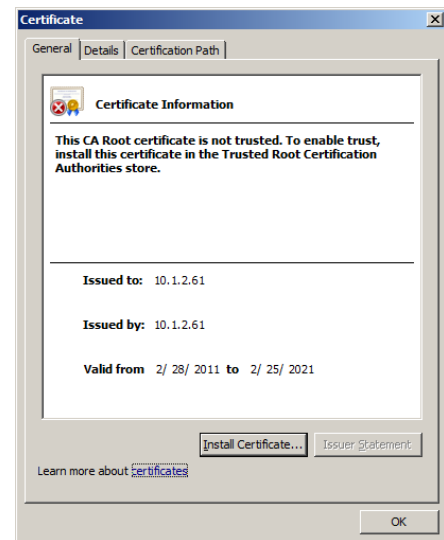 Certificate
General Details Certification Path
Certificate Information
This CA Root certificate is not trusted. To enable trust,
install this certificate in the Trusted Root Certification
Authorities store.
Issued to: 10.1.2.61
Issued by: 10.1.2.61
Valid from 2/ 28/ 2011 to 2/ 25/ 2021
Install Certificate... Issuer Statement
Learn more about certificates
OK